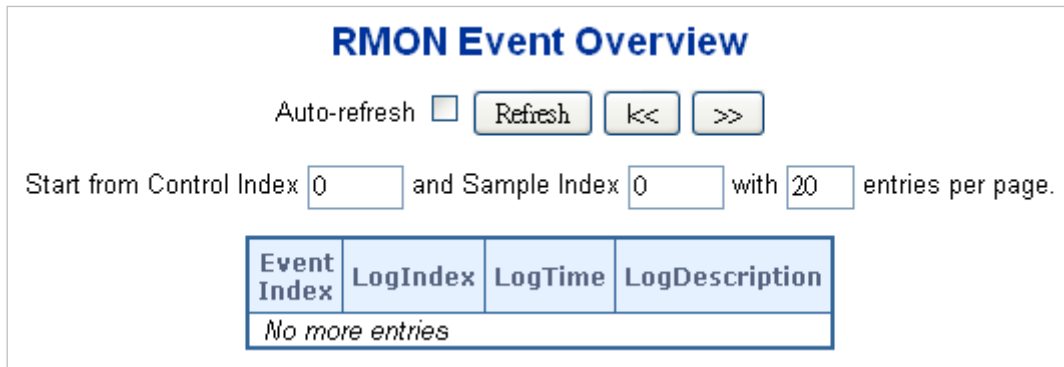 RMON Event Overview
Auto-refresh Refresh |<< >>
Start from Control Index 0 and Sample Index 0 with 20 entries per page.
Event Index LogIndex LogTime LogDescription
No more entries